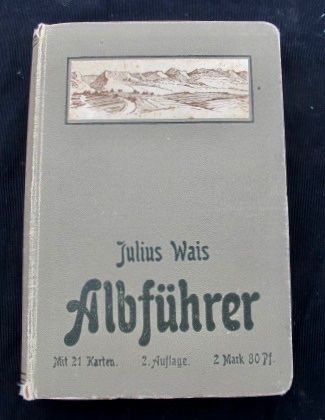 Julius Wais
Albführer
Mit 21 Karten. 2. Auflage. 2 Mark 80 Pf.